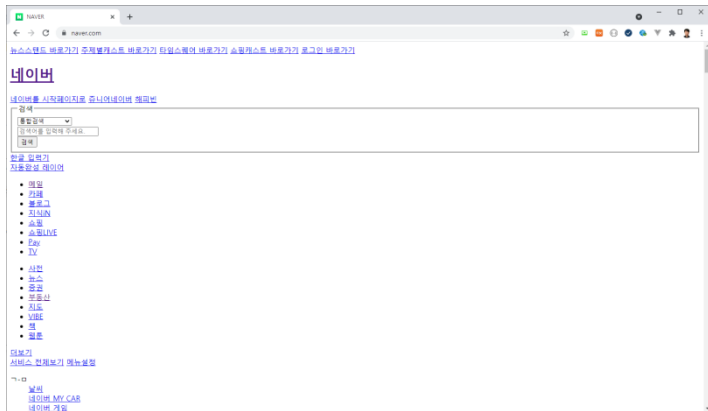 NAVER
naver.com
뉴스스탠드 바로가기 주제별캐스트 바로가기 타임스퀘어 바로가기 쇼핑캐스트 바로가기 로그인 바로가기
네이버
네이버를 시작페이지로 쥬니어네이버 해피빈
검색
통합검색
검색어를 입력해 주세요.
검색
한글 입력기
자동완성 레이어
메일
카페
블로그
지식iN
쇼핑
쇼핑LIVE
Pay
TV
사전
뉴스
증권
부동산
지도
VIBE
책
웹툰
더보기
서비스 전체보기 메뉴설정
ㄱ-ㅁ
날씨
네이버 MY CAR
네이버 게임